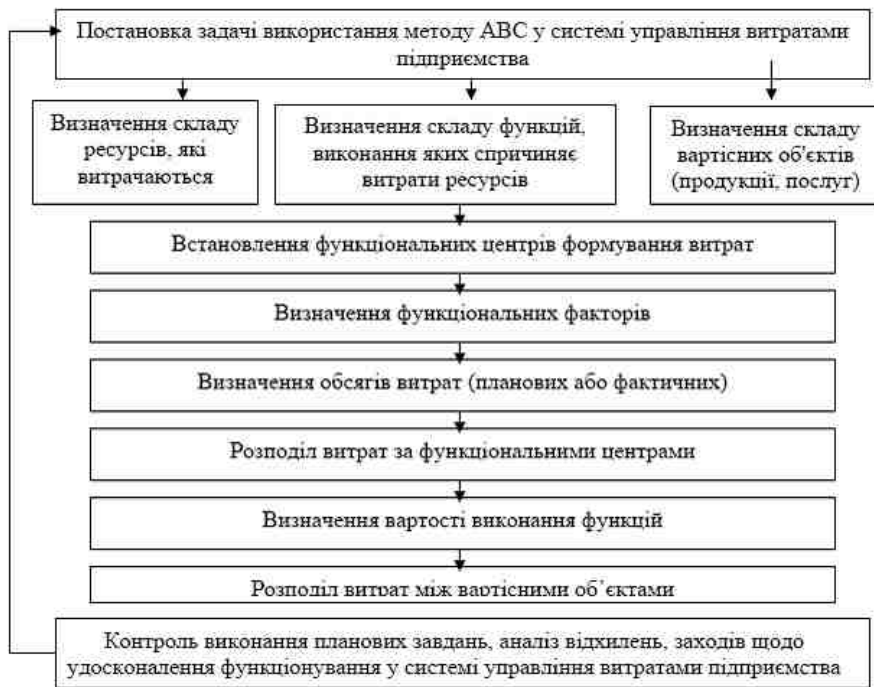 Постановка задачі використання методу АВС у системі управління витратами
підприємства
Визначення складу
ресурсів, які
витрачаються
Визначення складу функцій,
виконання яких спричиняє
витрати ресурсів
Визначення складу
вартісних об'єктів
(продукції, послуг)
Встановлення функціональних центрів формування витрат
Визначення функціональних факторів
Визначення обсягів витрат (планових або фактичних)
Розподіл витрат за функціональними центрами
Визначення вартості виконання функцій
Розподіл витрат між вартісними об’єктами
Контроль виконання планових завдань, аналіз відхилень, заходів щодо
удосконалення функціонування у системі управління витратами підприємства